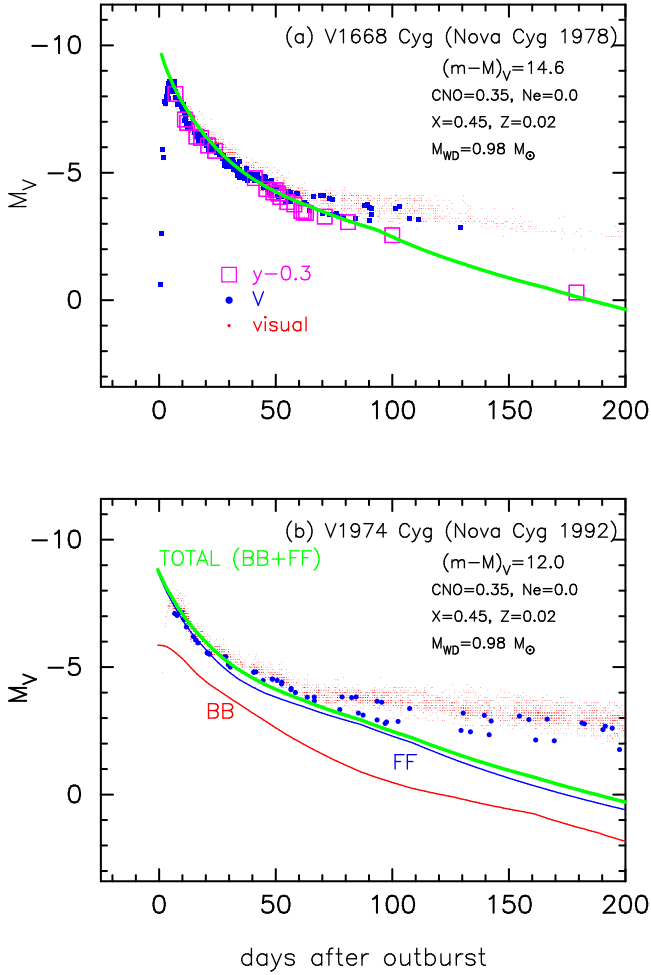 (a) V1668 Cyg (Nova Cyg 1978)
(m−M)V=14.6
CNO=0.35, Ne=0.0
X=0.45, Z=0.02
MWD=0.98 M⊙
−10
−5
0
MV
y−0.3
V
visual
0 50 100 150 200
(b) V1974 Cyg (Nova Cyg 1992)
TOTAL (BB+FF)
(m−M)V=12.0
CNO=0.35, Ne=0.0
X=0.45, Z=0.02
MWD=0.98 M⊙
−10
−5
0
MV
BB
FF
0 50 100 150 200
days after outburst